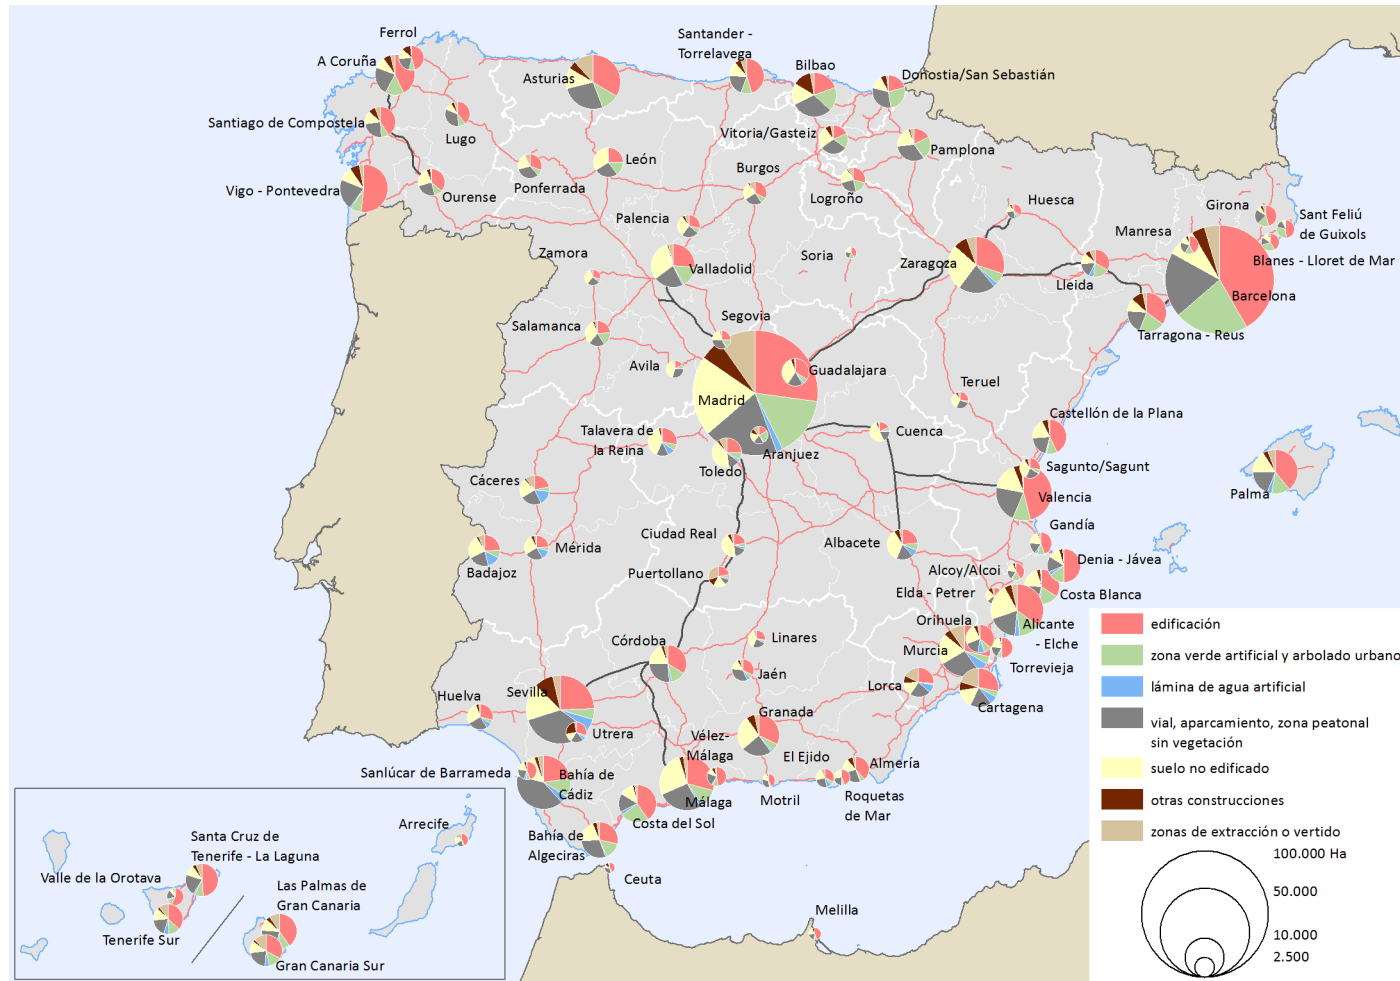 Ferrol
A Coruña
Santander -
Torrelavega
Asturias
Bilbao
Donostia/San Sebastián
Santiago de Compostela
Lugo
Vitoria/Gasteiz
Pamplona
León
Vigo - Pontevedra
Ourense
Ponferrada
Burgos
Logroño
Huesca
Girona
Sant Feliú
de Guixols
Palencia
Manresa
Zamora
Soria
Zaragoza
Blanes - Lloret de Mar
Valladolid
Lleida
Barcelona
Segovia
Salamanca
Tarragona - Reus
Avila
Guadalajara
Teruel
Madrid
Castellón de la Plana
Talavera de
la Reina
Cuenca
Aranjuez
Toledo
Sagunto/Sagunt
Cáceres
Palma
Valencia
Gandía
Ciudad Real
Albacete
Mérida
Badajoz
Denia - Jávea
Puertollano
Alcoy/Alcoi
Elda - Petrer
Costa Blanca
Orihuela
Alicante
- Elche
Linares
Córdoba
Murcia
Torrevieja
Jaén
Lorca
Sevilla
Huelva
Cartagena
Granada
Utrera
Vélez-
Málaga
El Ejido
Almería
Sanlúcar de Barrameda
Bahía de
Cádiz
Málaga
Motril
Roquetas
de Mar
Costa del Sol
Bahía de
Algeciras
Ceuta
Melilla
Arrecife
Santa Cruz de
Tenerife - La Laguna
Valle de la Orotava
Las Palmas de
Gran Canaria
Tenerife Sur
Gran Canaria Sur
edificación
zona verde artificial y arbolado urbano
lámina de agua artificial
vial, aparcamiento, zona peatonal
sin vegetación
suelo no edificado
otras construcciones
zonas de extracción o vertido
100.000 Ha
50.000
10.000
2.500